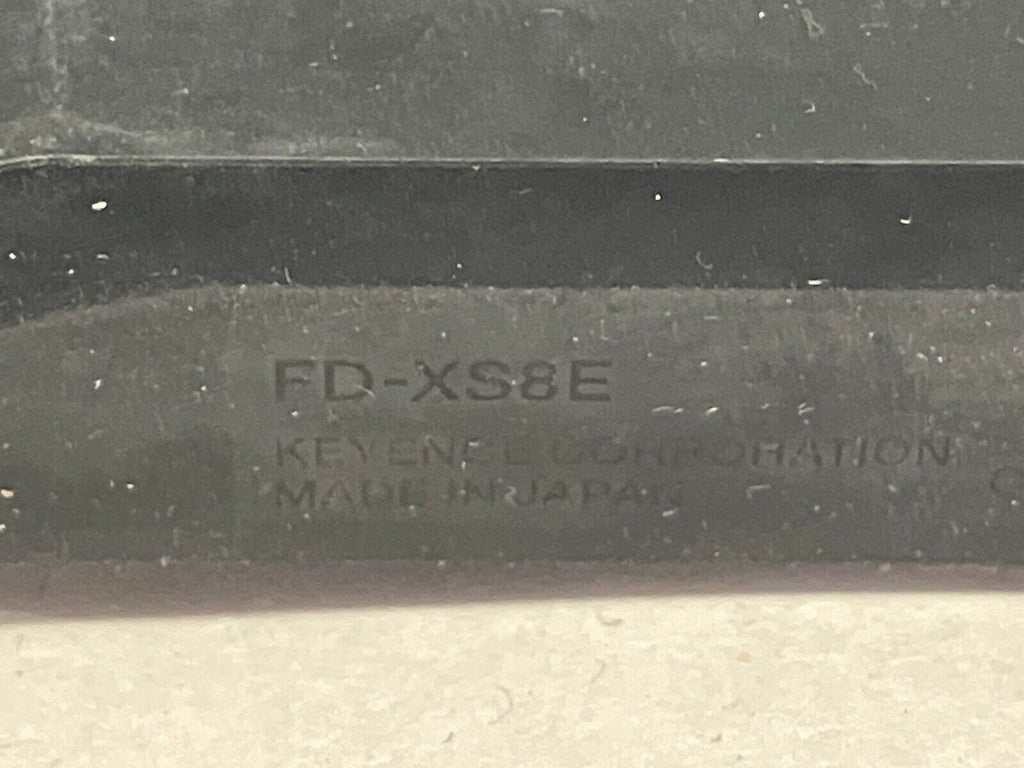 FD-XS8E
KEYENCE CORPORATION
MADE IN JAPAN